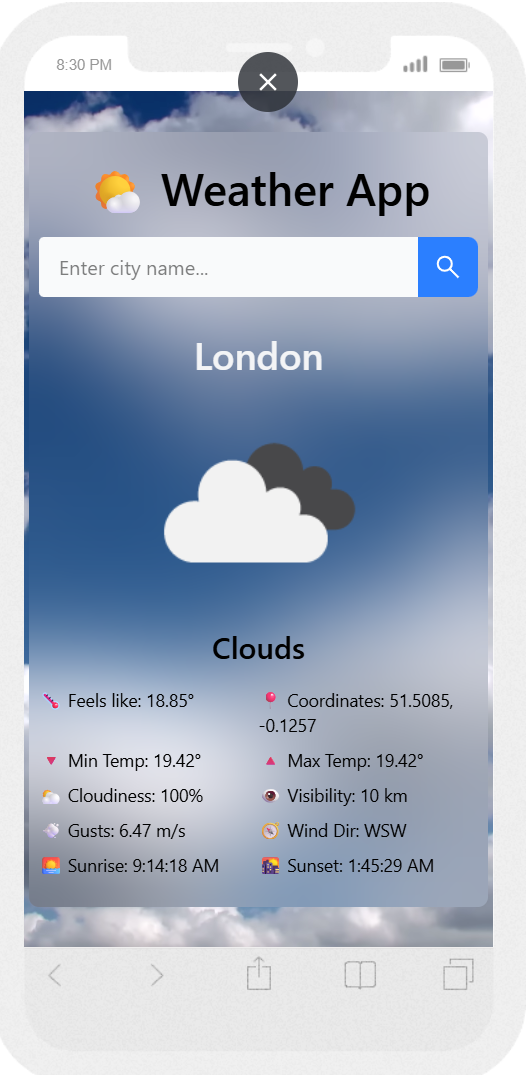 8:30 PM
Weather App
Enter city name...
London
Clouds
Feels like: 18.85°
Coordinates: 51.5085,
-0.1257
Min Temp: 19.42°
Max Temp: 19.42°
Cloudiness: 100%
Visibility: 10 km
Gusts: 6.47 m/s
Wind Dir: WSW
Sunrise: 9:14:18 AM
Sunset: 1:45:29 AM